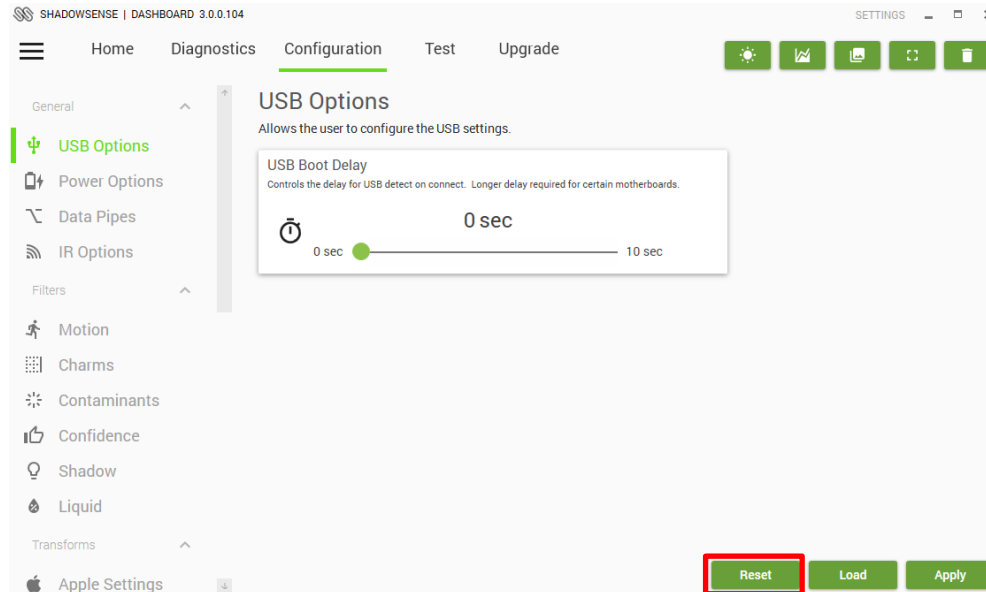 SHADOWSENSE | DASHBOARD 3.0.0.104
SETTINGS
Home Diagnostics Configuration Test Upgrade
General
USB Options
Power Options
Data Pipes
IR Options
Filters
Motion
Charms
Contaminants
Confidence
Shadow
Liquid
Transforms
Apple Settings
USB Options
Allows the user to configure the USB settings.
USB Boot Delay
Controls the delay for USB detect on connect. Longer delay required for certain motherboards.
0 sec
0 sec 10 sec
Reset Load Apply